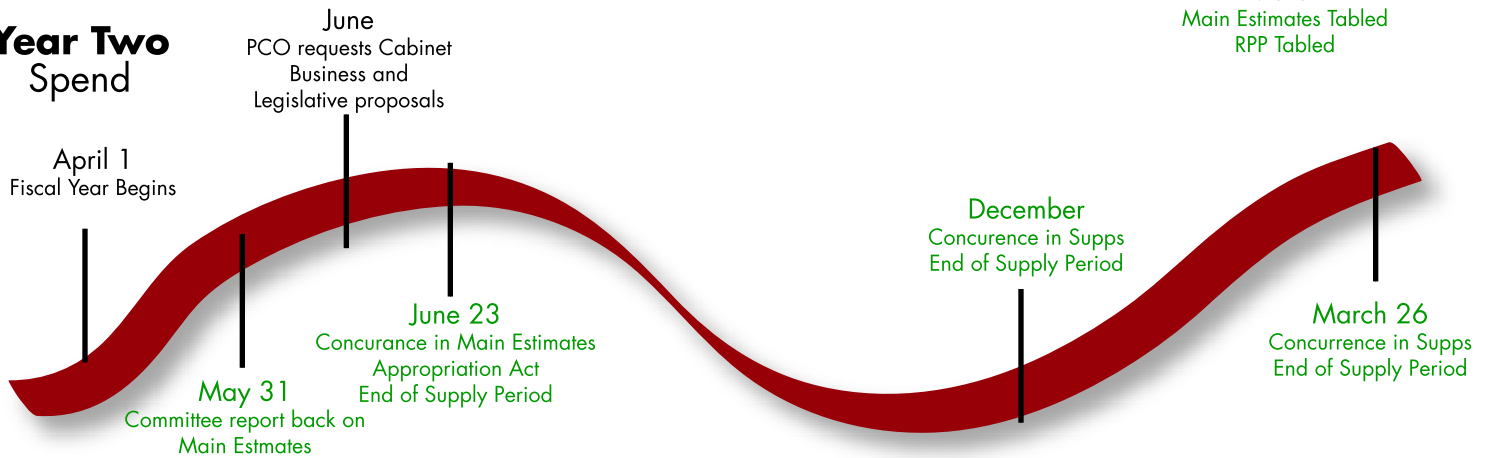 Year Two
Spend
April 1
Fiscal Year Begins
June
PCO requests Cabinet
Business and
Legislative proposals
May 31
Committee report back on
Main Estmates
June 23
Concurance in Main Estimates
Appropriation Act
End of Supply Period
December
Concurence in Supps
End of Supply Period
Main Estimates Tabled
RPP Tabled
March 26
Concurrence in Supps
End of Supply Period